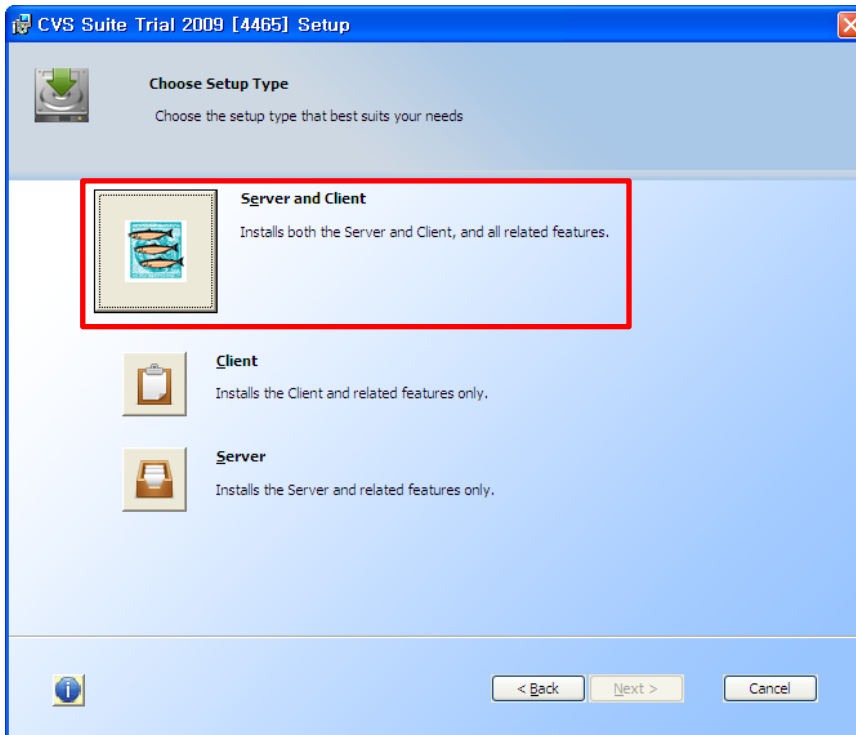 CVS Suite Trial 2009 [4465] Setup
Choose Setup Type
Choose the setup type that best suits your needs
Server and Client
Installs both the Server and Client, and all related features.
Client
Installs the Client and related features only.
Server
Installs the Server and related features only.
< Back Next > Cancel